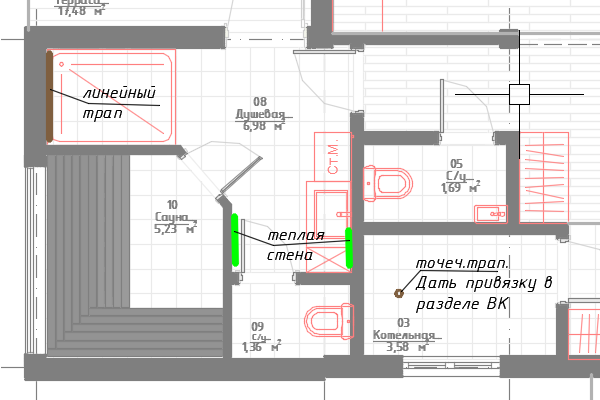 Терраса
17,48 м²
линейный
трап
08
Душевая
6,98 м²
Ст.М.
05
С/у
1,69 м²
10
Сауна
5,23 м²
теплая
стена
точеч.трап.
Дать привязку в
разделе ВК
09
С/у
1,36 м²
03
Котельная
3,58 м²